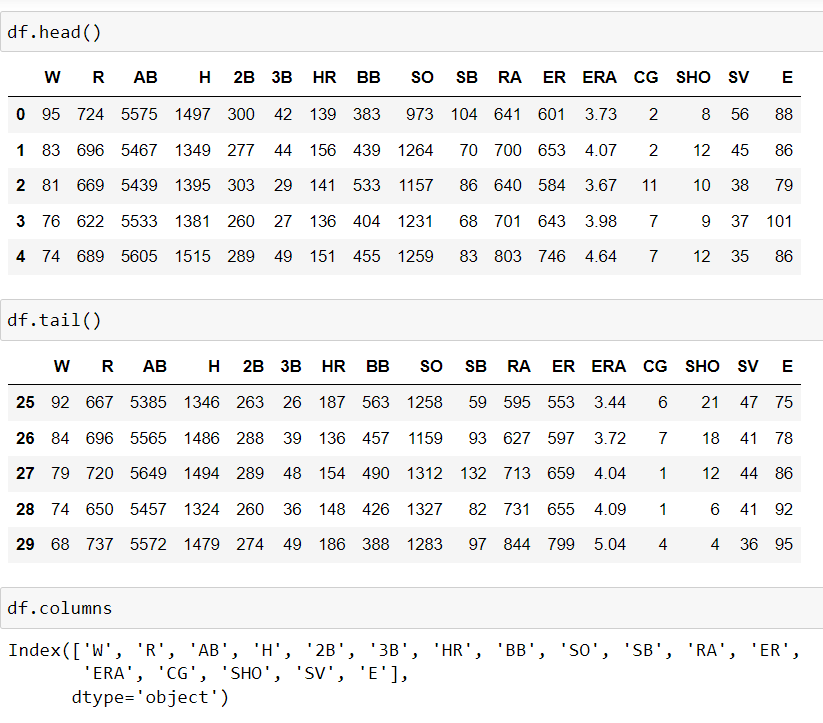 df.head()
W R AB H 2B 3B HR BB SO SB RA ER ERA CG SHO SV E
0 95 724 5575 1497 300 42 139 383 973 104 641 601 3.73 2 8 56 88
1 83 696 5467 1349 277 44 156 439 1264 70 700 653 4.07 2 12 45 86
2 81 669 5439 1395 303 29 141 533 1157 86 640 584 3.67 11 10 38 79
3 76 622 5533 1381 260 27 136 404 1231 68 701 643 3.98 7 9 37 101
4 74 689 5605 1515 289 49 151 455 1259 83 803 746 4.64 7 12 35 86
df.tail()
W R AB H 2B 3B HR BB SO SB RA ER ERA CG SHO SV E
25 92 667 5385 1346 263 26 187 563 1258 59 595 553 3.44 6 21 47 75
26 84 696 5565 1486 288 39 136 457 1159 93 627 597 3.72 7 18 41 78
27 79 720 5649 1494 289 48 154 490 1312 132 713 659 4.04 1 12 44 86
28 74 650 5457 1324 260 36 148 426 1327 82 731 655 4.09 1 6 41 92
29 68 737 5572 1479 274 49 186 388 1283 97 844 799 5.04 4 4 36 95
df.columns
Index(['W', 'R', 'AB', 'H', '2B', '3B', 'HR', 'BB', 'SO', 'SB', 'RA', 'ER',
'ERA', 'CG', 'SHO', 'SV', 'E'],
dtype='object')